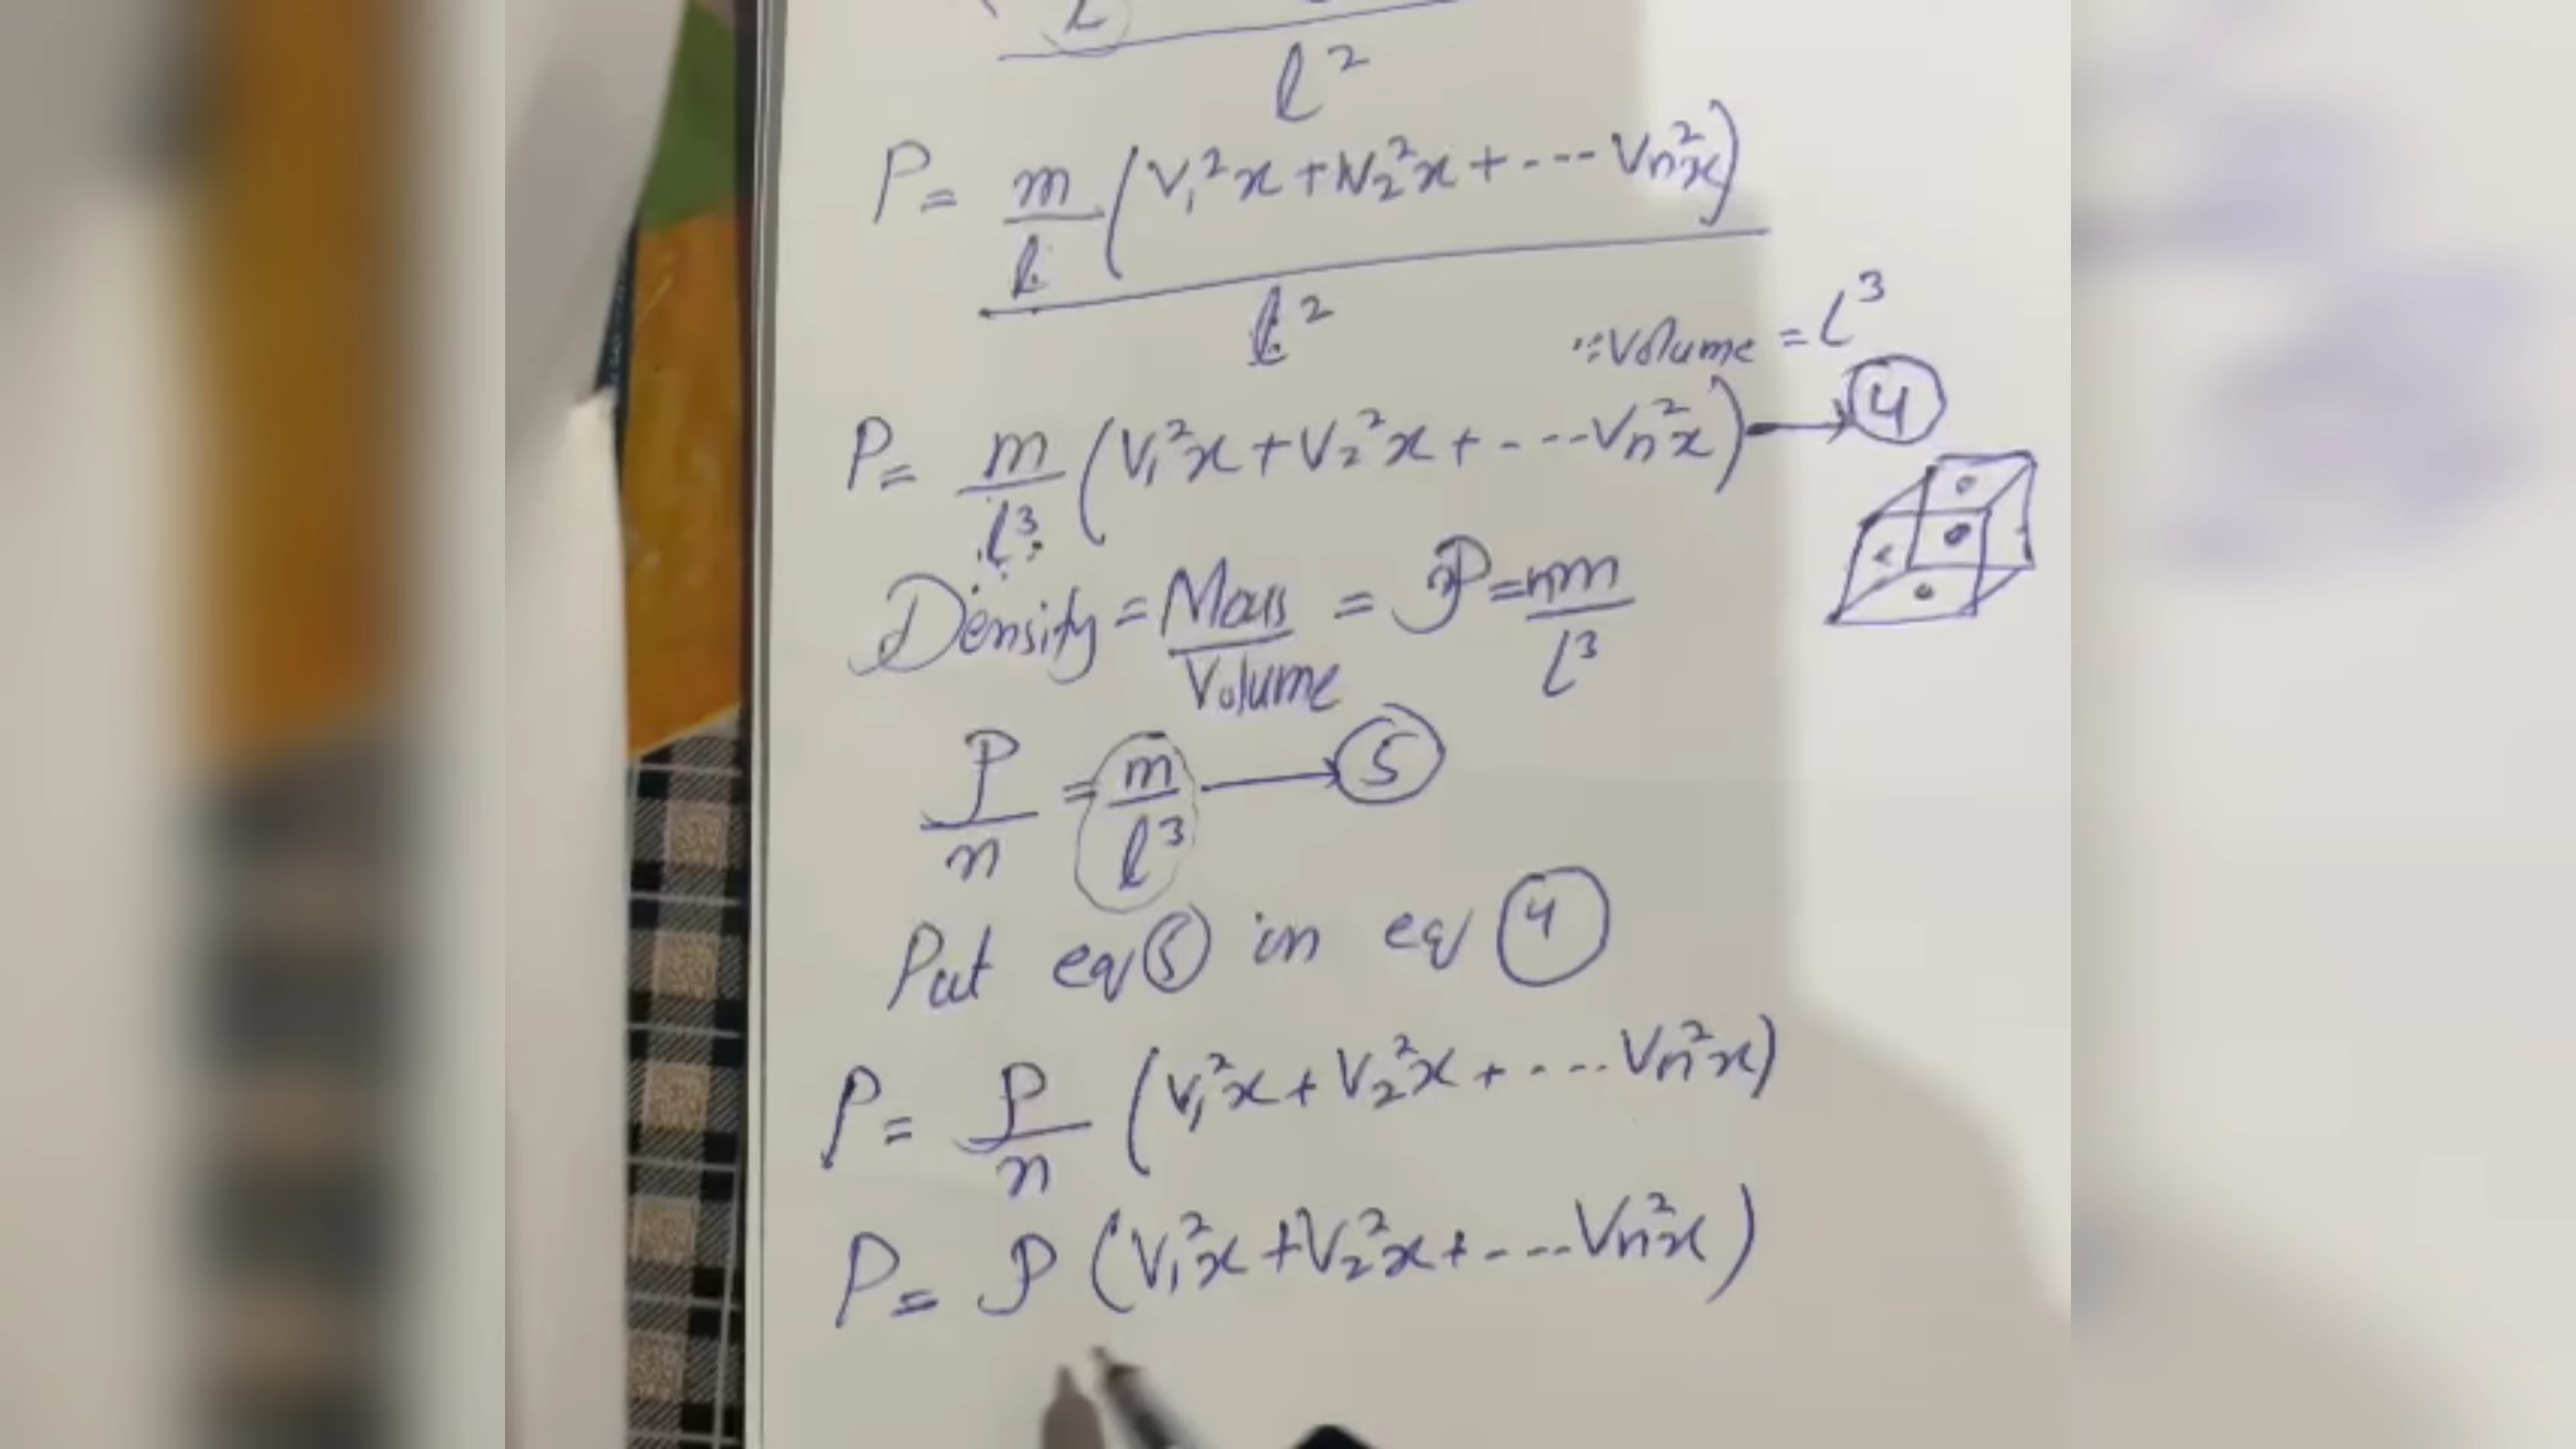 l²
P = m/l (V₁²x + V₂²x + ---- Vn²x) / l²
∵ Volume = l³
P = m/l³ (V₁²x + V₂²x + ----Vn²x) → 4
Density = Mass/Volume = ρ = nm/l³
ρ/n = m/l³ → 5
Put eq 5 in eq 4
P = ρ/n (V₁²x + V₂²x + .... Vn²x)
P = ρ (V₁²x + V₂²x + ---- Vn²x)